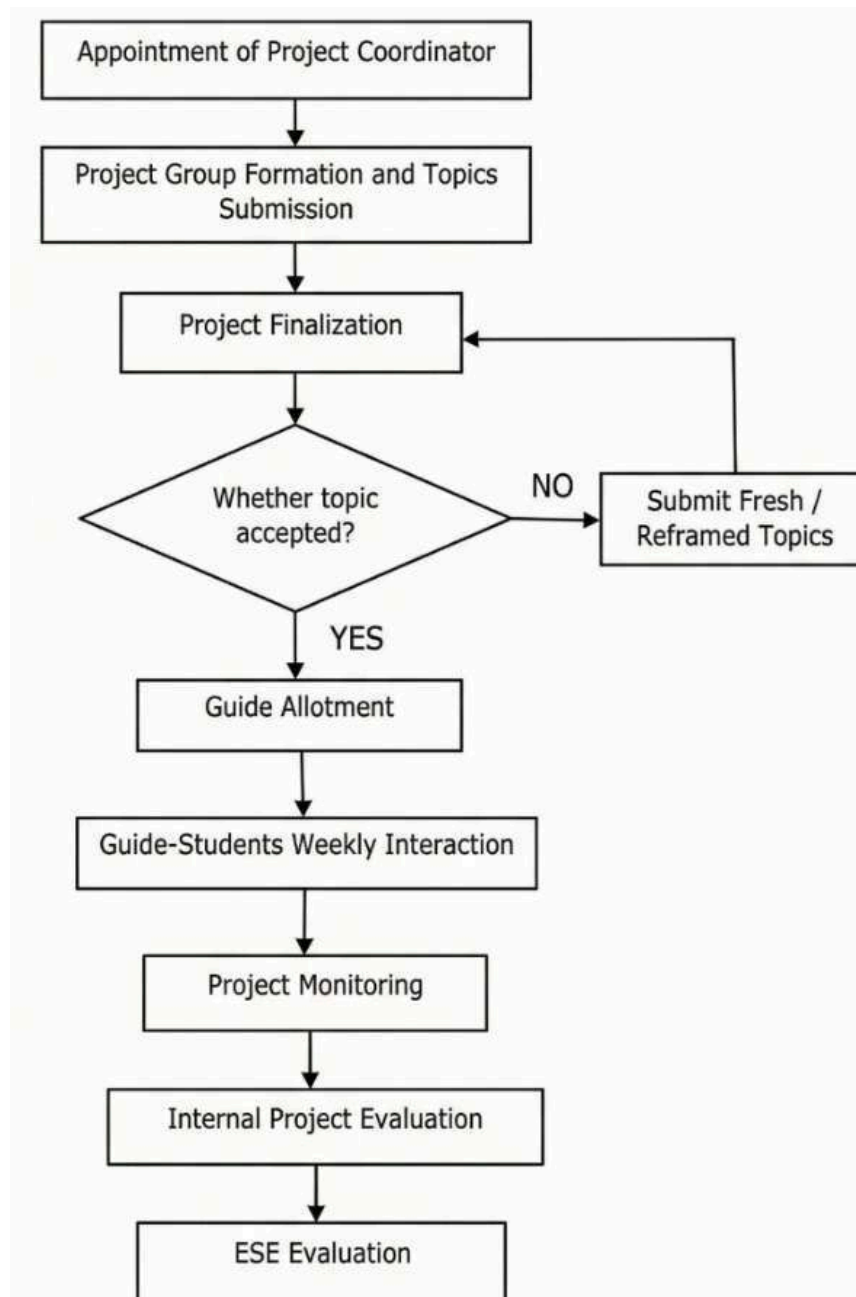 Appointment of Project Coordinator
Project Group Formation and Topics
Submission
Project Finalization
Whether topic
accepted?
NO
Submit Fresh /
Reframed Topics
YES
Guide Allotment
Guide-Students Weekly Interaction
Project Monitoring
Internal Project Evaluation
ESE Evaluation